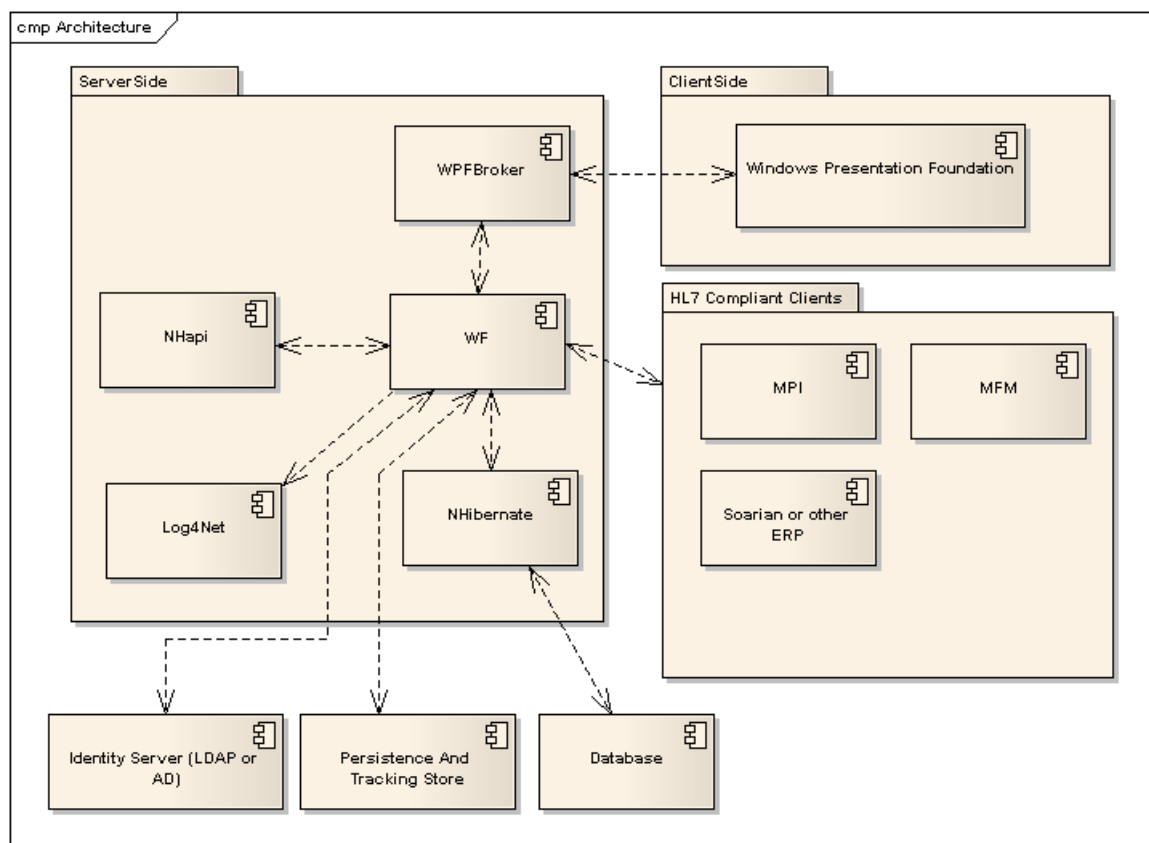 cmp Architecture
ServerSide
ClientSide
WPFBroker
Windows Presentation Foundation
HL7 Compliant Clients
NHapi
WF
MPI
MFM
Log4Net
NHibernate
Soarian or other
ERP
Identity Server (LDAP or
AD)
Persistence And
Tracking Store
Database